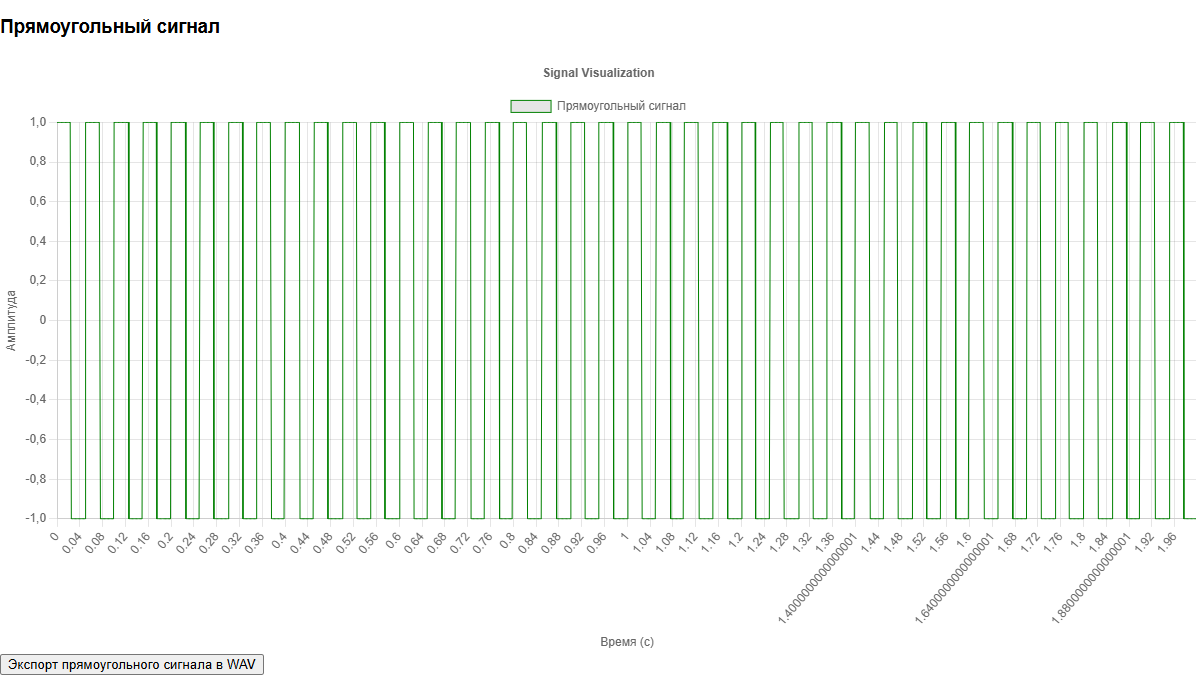 Прямоугольный сигнал
Signal Visualization
Прямоугольный сигнал
1,0
0,8
0,6
0,4
0,2
0
-0,2
-0,4
-0,6
-0,8
-1,0
Амплитуда
0 0.04 0.08 0.12 0.16 0.2 0.24 0.28 0.32 0.36 0.4 0.44 0.48 0.52 0.56 0.6 0.64 0.68 0.72 0.76 0.8 0.84 0.88 0.92 0.96 1 1.04 1.08 1.12 1.16 1.2 1.24 1.28 1.32 1.36 1.4000000000000001 1.44 1.48 1.52 1.56 1.6 1.6400000000000001 1.68 1.72 1.76 1.8 1.84 1.8800000000000001 1.92 1.96
Время (с)
Экспорт прямоугольного сигнала в WAV